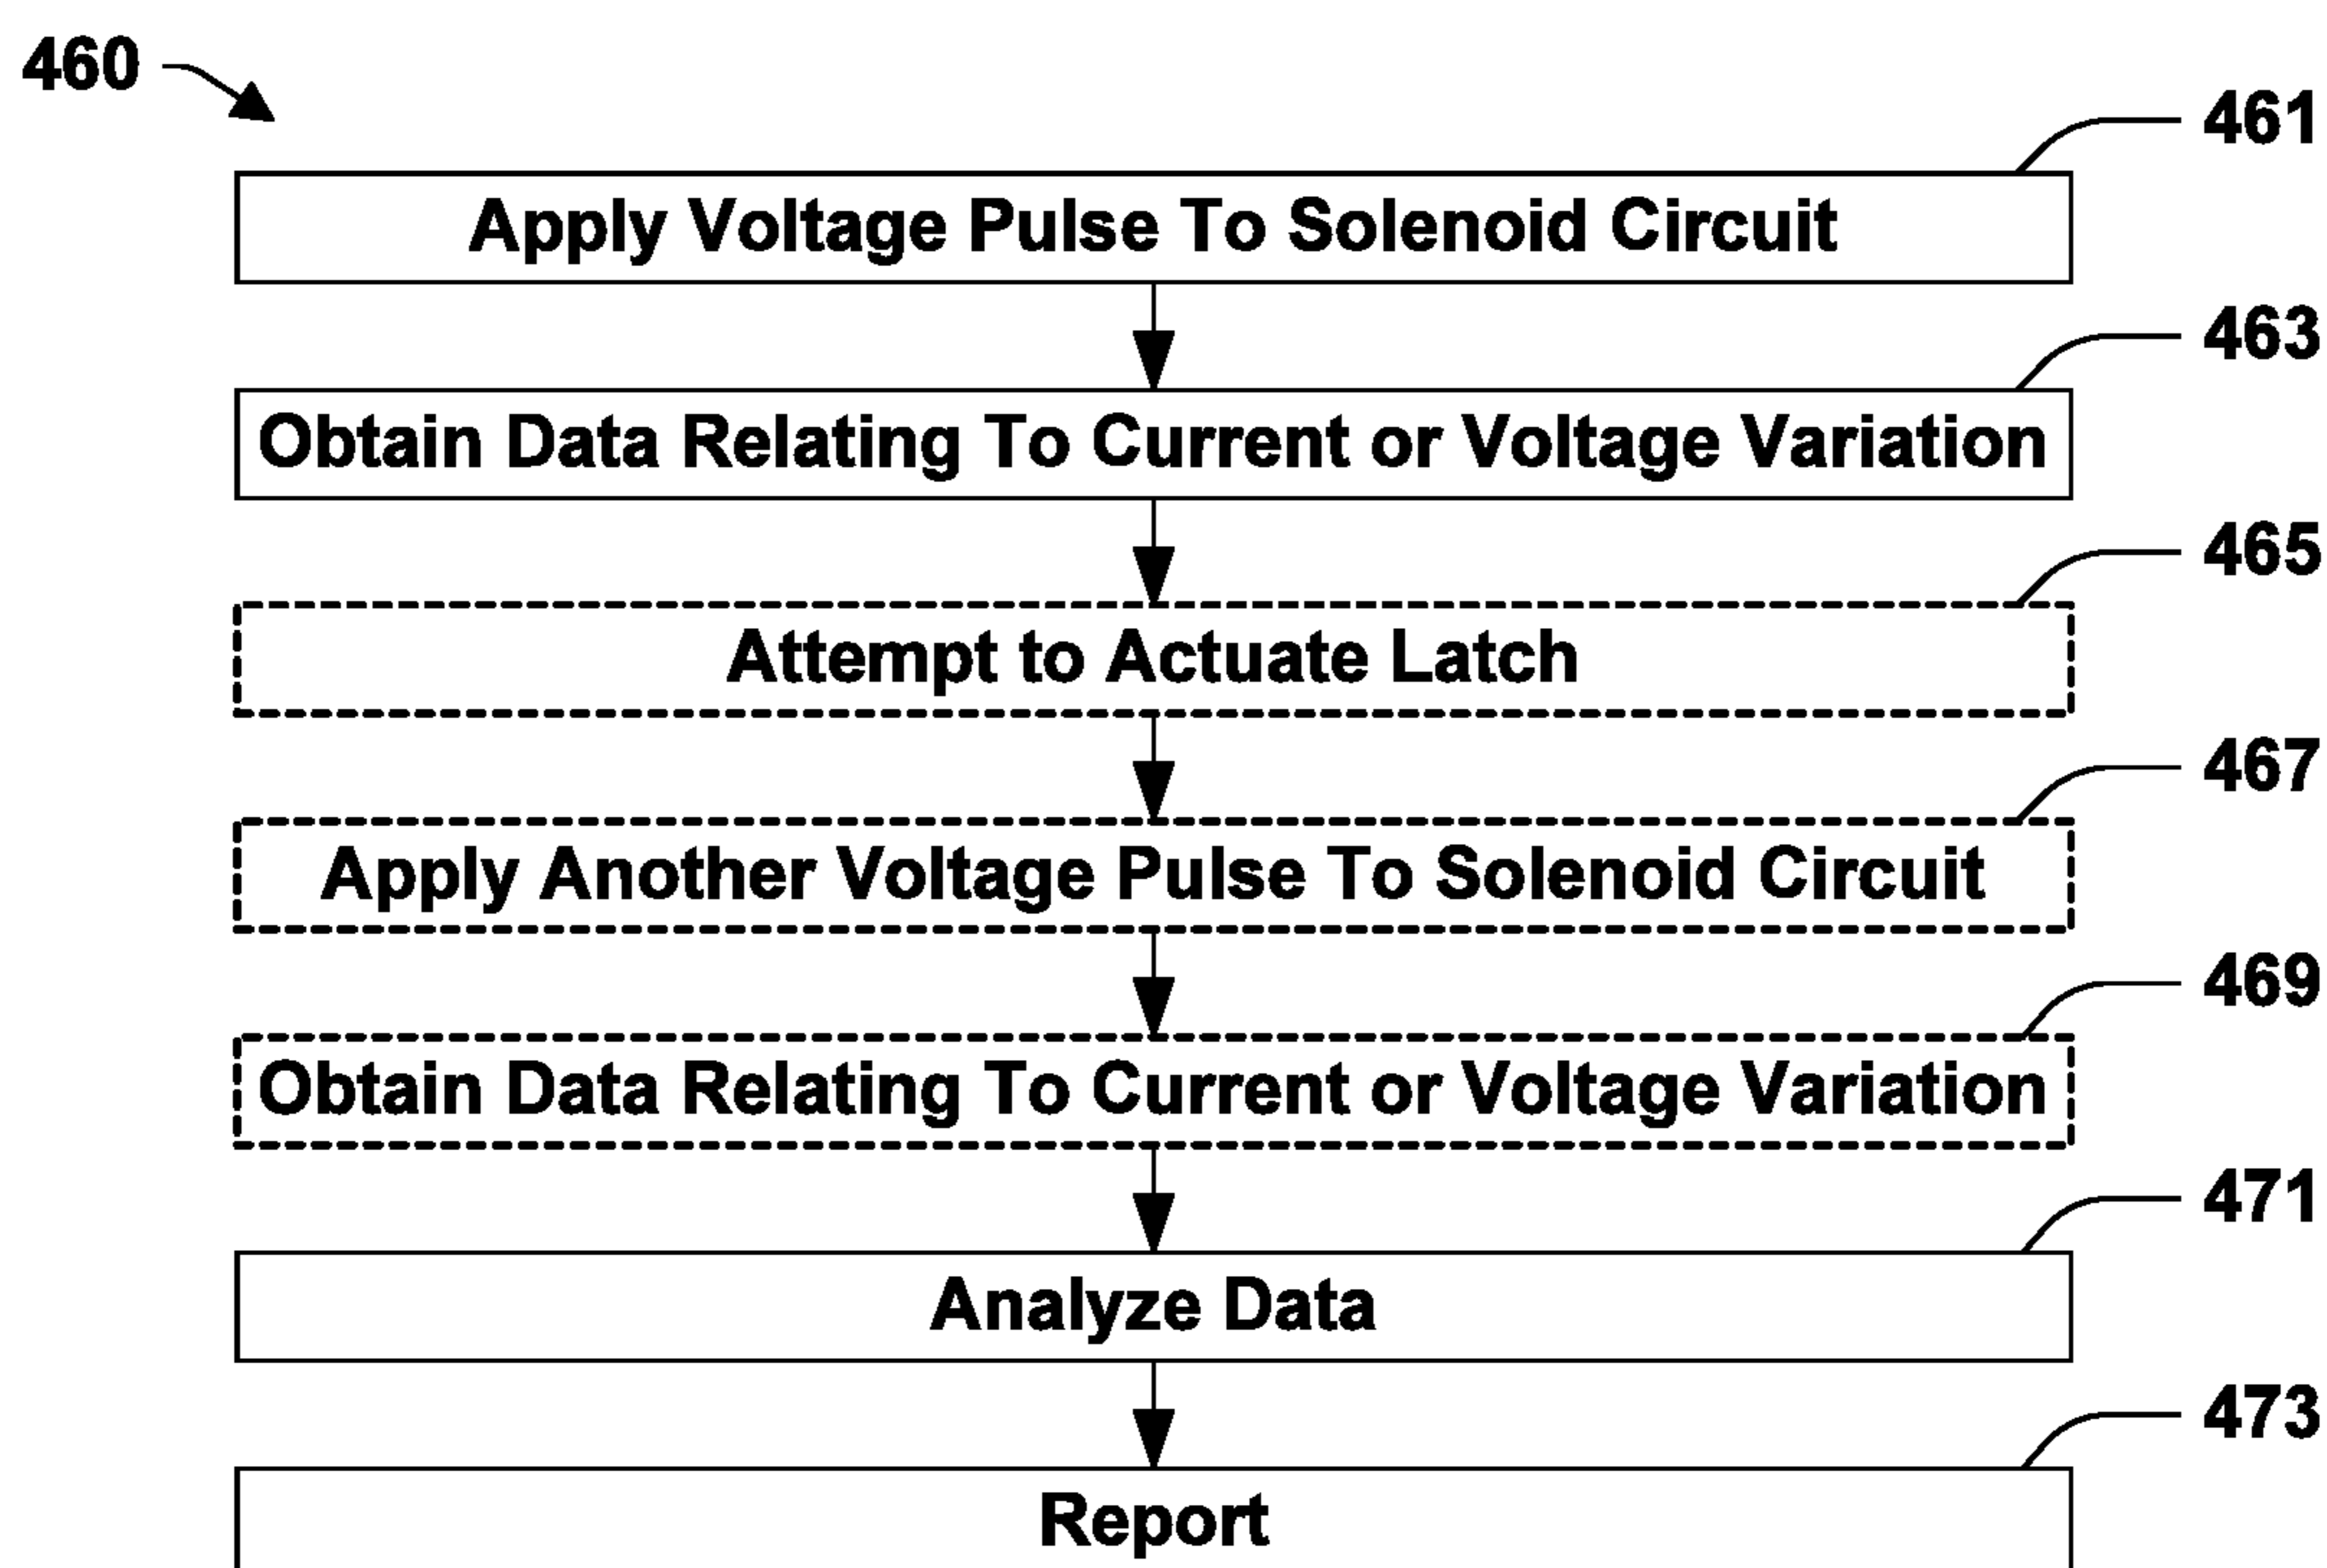 460
461
Apply Voltage Pulse To Solenoid Circuit
463
Obtain Data Relating To Current or Voltage Variation
465
Attempt to Actuate Latch
467
Apply Another Voltage Pulse To Solenoid Circuit
469
Obtain Data Relating To Current or Voltage Variation
471
Analyze Data
473
Report